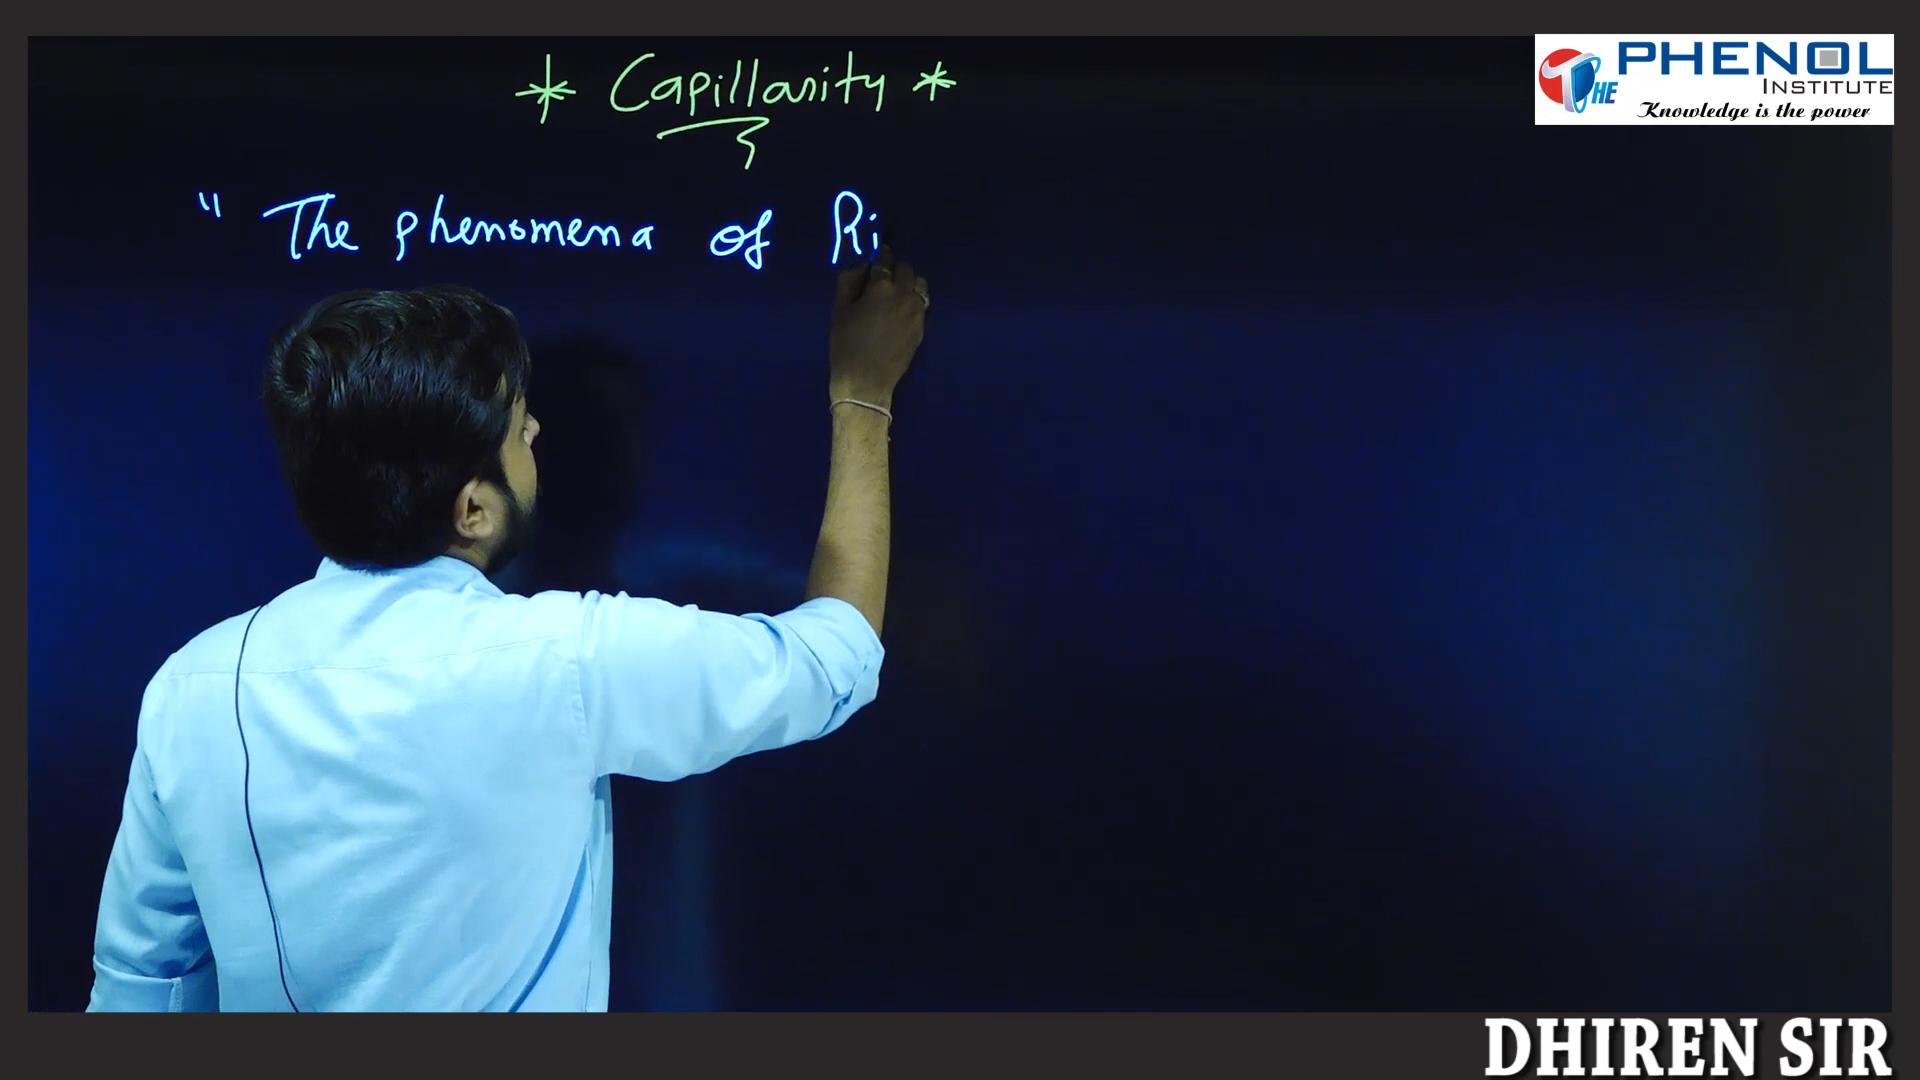 * Capillarity *
THE PHENOL
INSTITUTE
Knowledge is the power
" The phenomena of Ri
DHIREN SIR